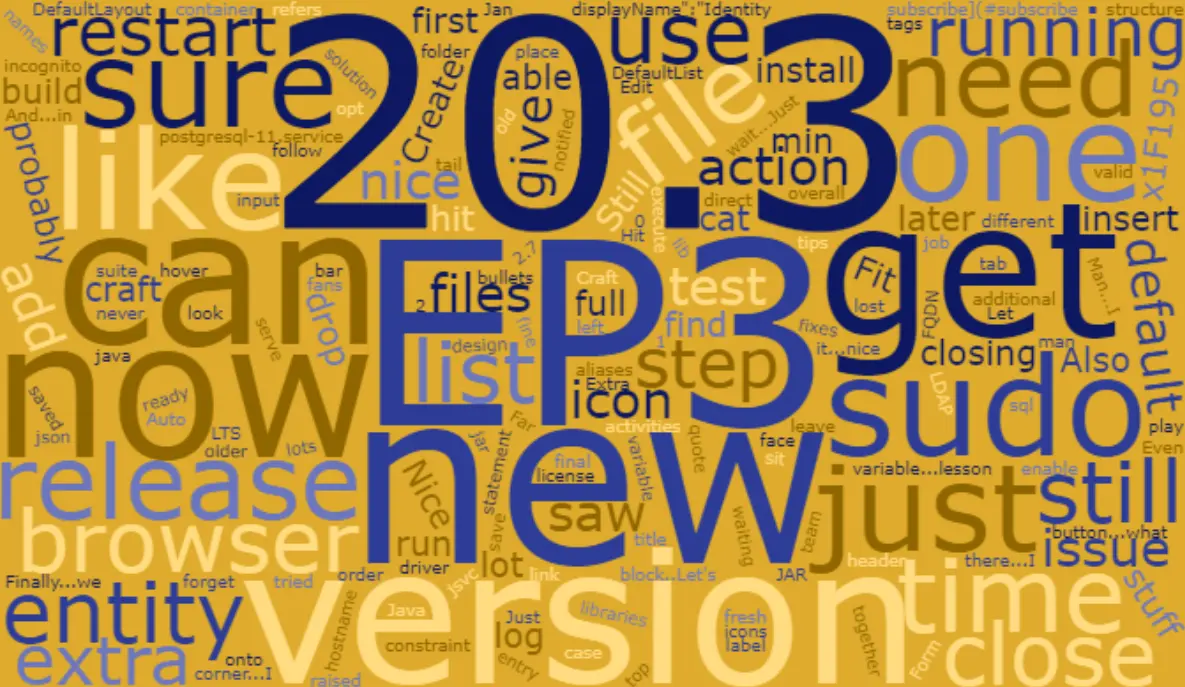 DefaultLayout
container
refers
Jan
displayName":"Identity
subscribe](#subscribe
structure
names
restart
20.3
first
use
tags
running
incognito
sure
solution
folder
place
DefaultList
install
need
build
able
Edit
file
And...in
opt
Create
give
old
notified
wait...Just
x1F195
probably
postgresql-11.service
follow
tail
min
one
like
nice
action
valid
input
hit
Still
execute
direct
overall
cat
later
different
insert
0
Hit
lib
tips
job
add
can
suite
hover
bar
EP3
2.7
bullets
Craft
test
get
Fit
tab
Man...I
default
craft
fans
files
full
lost
additional
never
look
drop
2
left
find
FQDN
Let
serve
fine
1
fixes
it...nice
man
now
java
list
design
aliases
step
closing
Also
saved
ready
Extra
icon
LDAP
sql
json
Auto
LTS
older
lots
Far
activities
quote
leave
sudo
play
face
sit
Even
release
Nice
jar
statement
new
final
license
variable
variable...lesson
enable
still
just
browser
save
saw
waiting
team
button...what
run
title
issue
driver
lot
header
there...I
Finally...we
forget
tried
order
jsvc
link
block..Let's
JAR
time
stuff
entity
version
hostname
Java
Just
libraries
fresh
together
constraint
log
icons
extra
onto
entry
case
label
Form
close
corner...I
raised
top